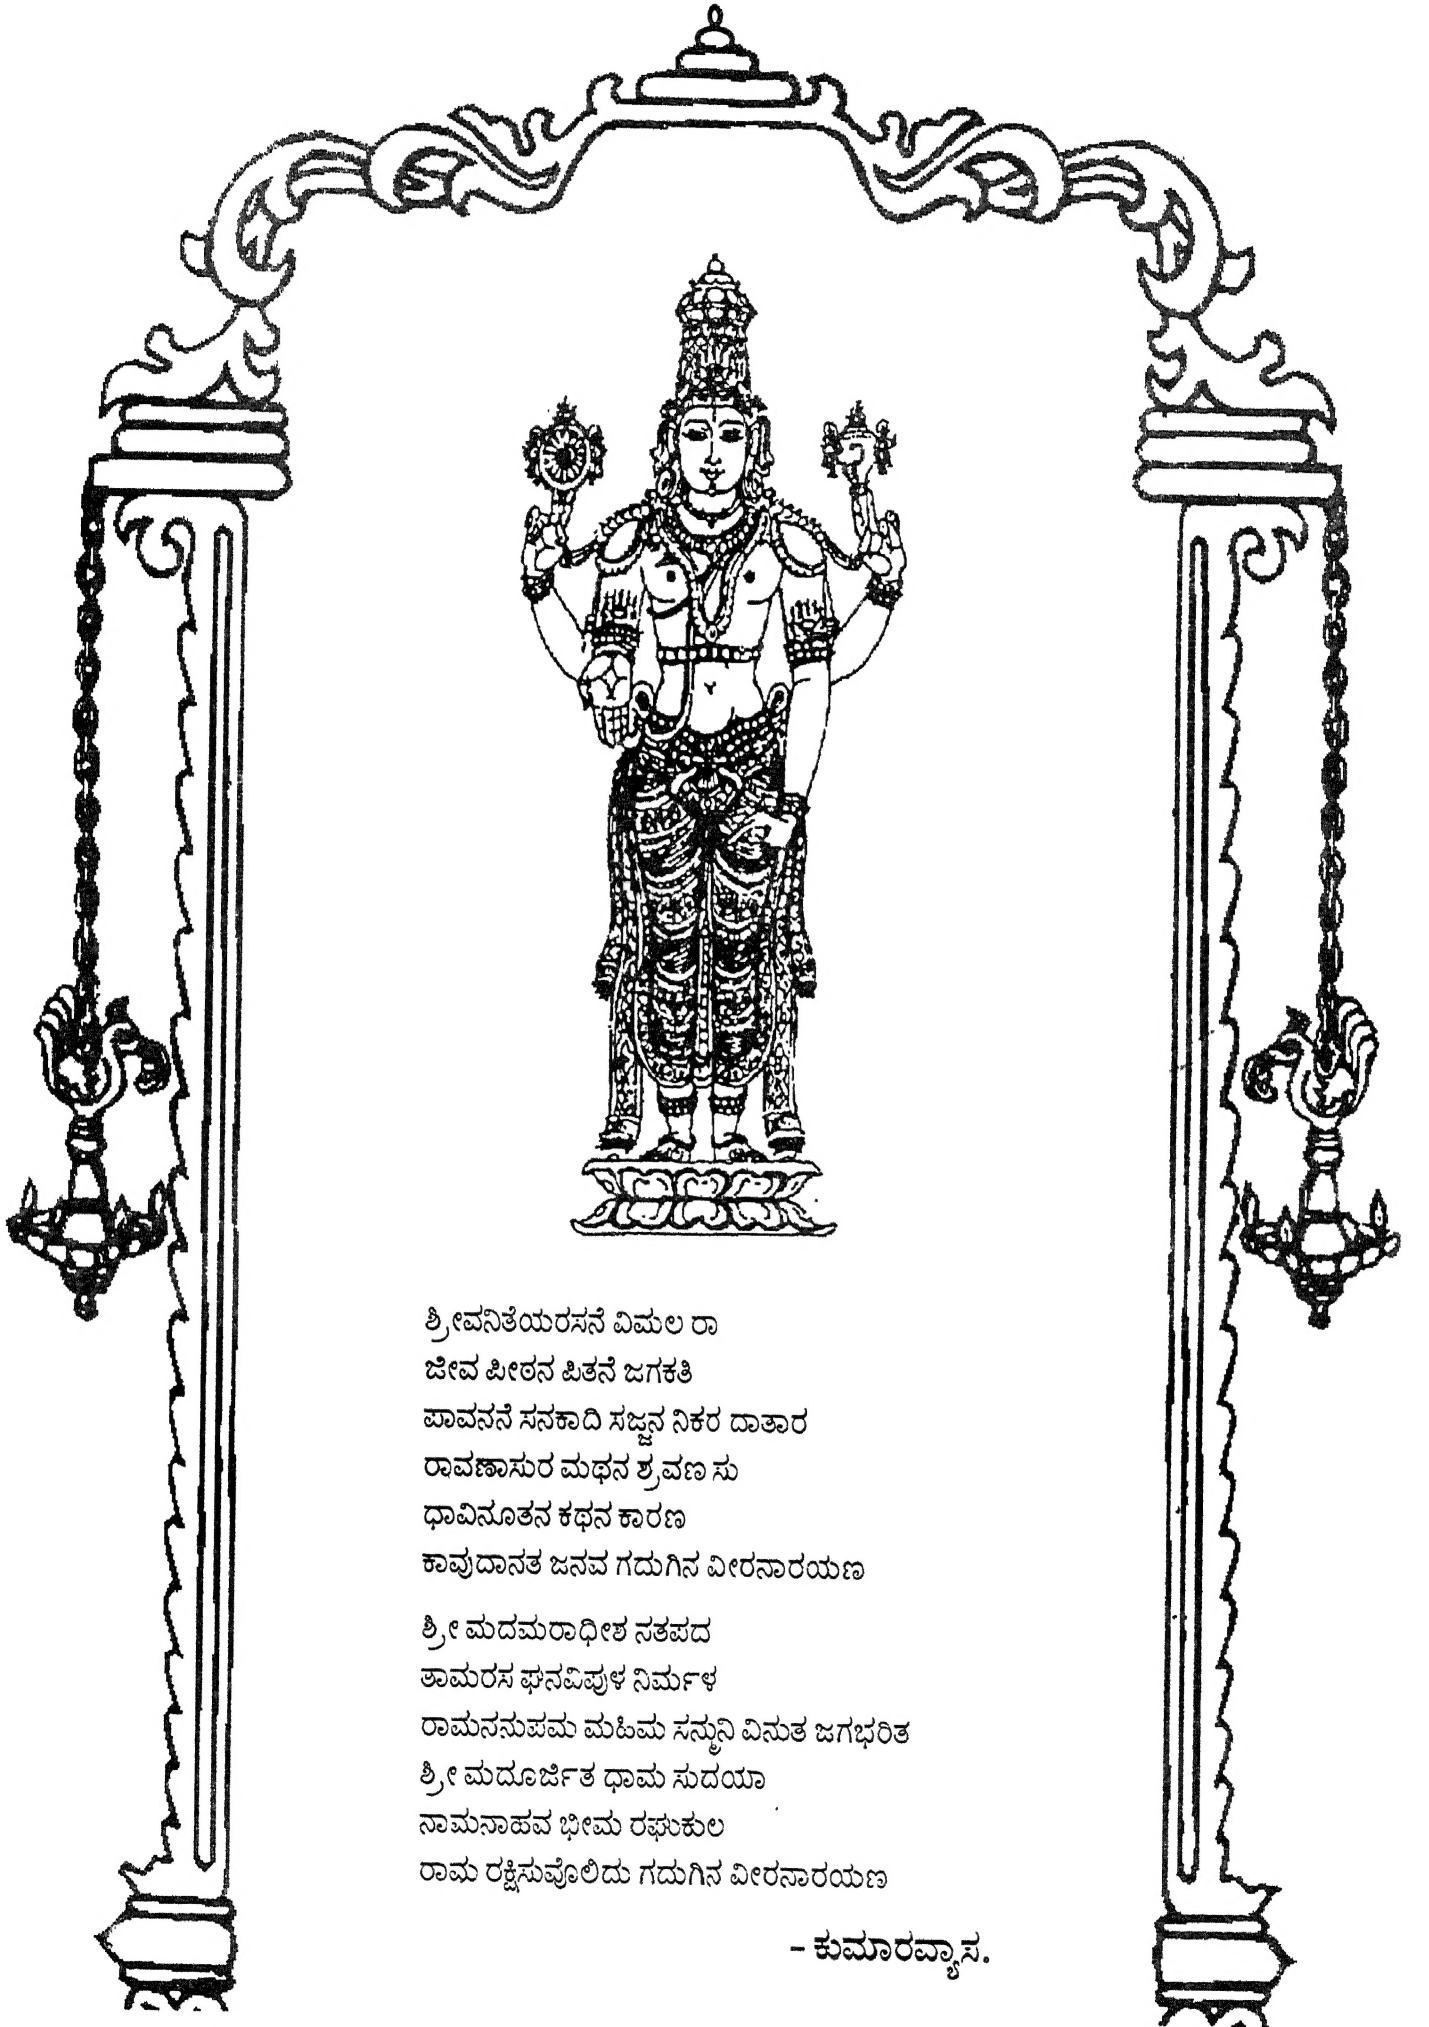 ಶ್ರೀವನಿತೆಯರಸನೆ ವಿಮಲ ರಾ
ಜೀವ ಪೀಠನ ಪಿತನೆ ಜಗಕತಿ
ಪಾವನನೆ ಸನಕಾದಿ ಸಜ್ಜನ ನಿಕರ ದಾತಾರ
ರಾವಣಾಸುರ ಮಥನ ಶ್ರವಣ ಸು
ಧಾವಿನೂತನ ಕಥನ ಕಾರಣ
ಕಾವುದಾನತ ಜನವ ಗದುಗಿನ ವೀರನಾರಯಣ
ಶ್ರೀ ಮದಮರಾಧೀಶ ನತಪದ
ತಾಮರಸ ಘನವಿಪುಳ ನಿರ್ಮಳ
ರಾಮನನುಪಮ ಮಹಿಮ ಸನ್ಮುನಿ ವಿನುತ ಜಗಭರಿತ
ಶ್ರೀ ಮದೂರ್ಜಿತ ಧಾಮ ಸುದಯಾ
ನಾಮನಾಹವ ಭೀಮ ರಘುಕುಲ
ರಾಮ ರಕ್ಷಿಸುವೊಲಿದು ಗದುಗಿನ ವೀರನಾರಯಣ
– ಕುಮಾರವ್ಯಾಸ.